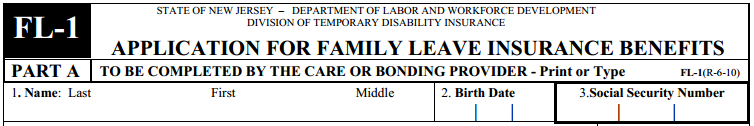 FL-1
STATE OF NEW JERSEY – DEPARTMENT OF LABOR AND WORKFORCE DEVELOPMENT
DIVISION OF TEMPORARY DISABILITY INSURANCE
APPLICATION FOR FAMILY LEAVE INSURANCE BENEFITS
PART A TO BE COMPLETED BY THE CARE OR BONDING PROVIDER - Print or Type FL-1(R-6-10)
1. Name: Last First Middle 2. Birth Date 3.Social Security Number